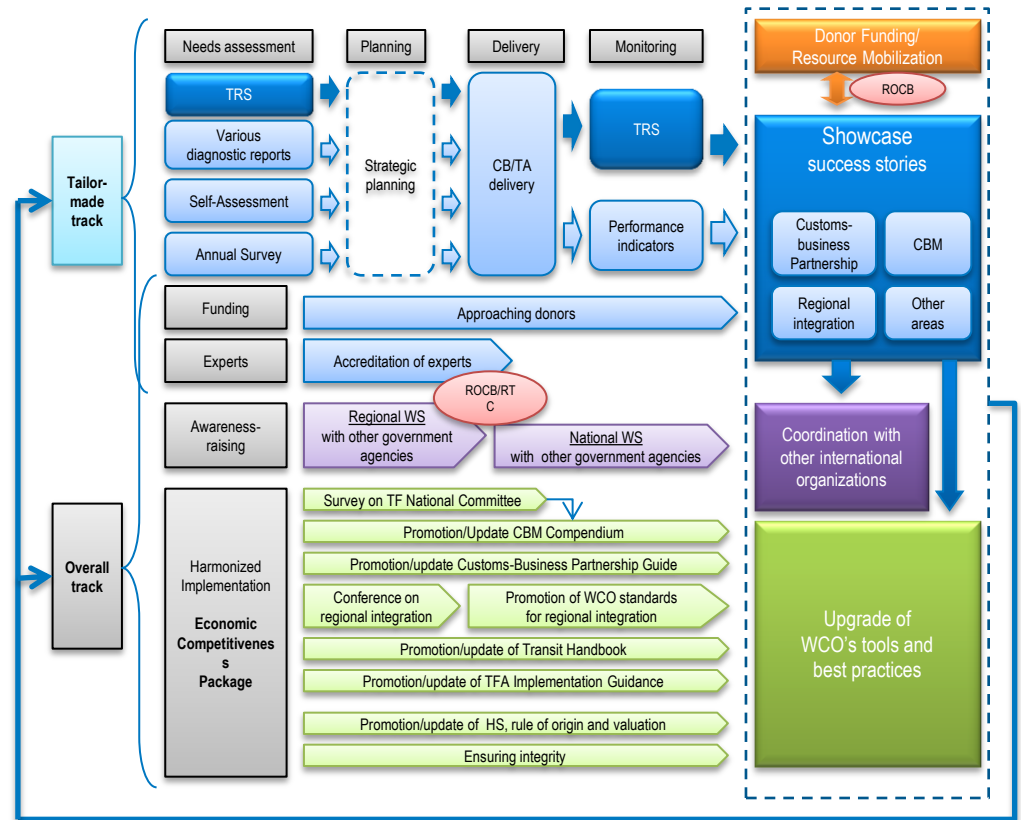 Needs assessment
Planning
Delivery
Monitoring
Donor Funding/
Resource Mobilization
ROCB
TRS
Various
diagnostic reports
Self-Assessment
Annual Survey
Strategic
planning
CB/TA
delivery
TRS
Performance
indicators
Showcase
success stories
Customs-
business
Partnership
CBM
Regional
integration
Other
areas
Tailor-
made
track
Funding
Approaching donors
Experts
Accreditation of experts
ROCB/RT
C
Awareness-
raising
Regional WS
with other government
agencies
National WS
with other government agencies
Coordination with
other international
organizations
Overall
track
Harmonized
Implementation
Economic
Competitivenes
s
Package
Survey on TF National Committee
Promotion/Update CBM Compendium
Promotion/update Customs-Business Partnership Guide
Conference on
regional integration
Promotion of WCO standards
for regional integration
Promotion/update of Transit Handbook
Promotion/update of TFA Implementation Guidance
Promotion/update of HS, rule of origin and valuation
Ensuring integrity
Upgrade of
WCO's tools and
best practices